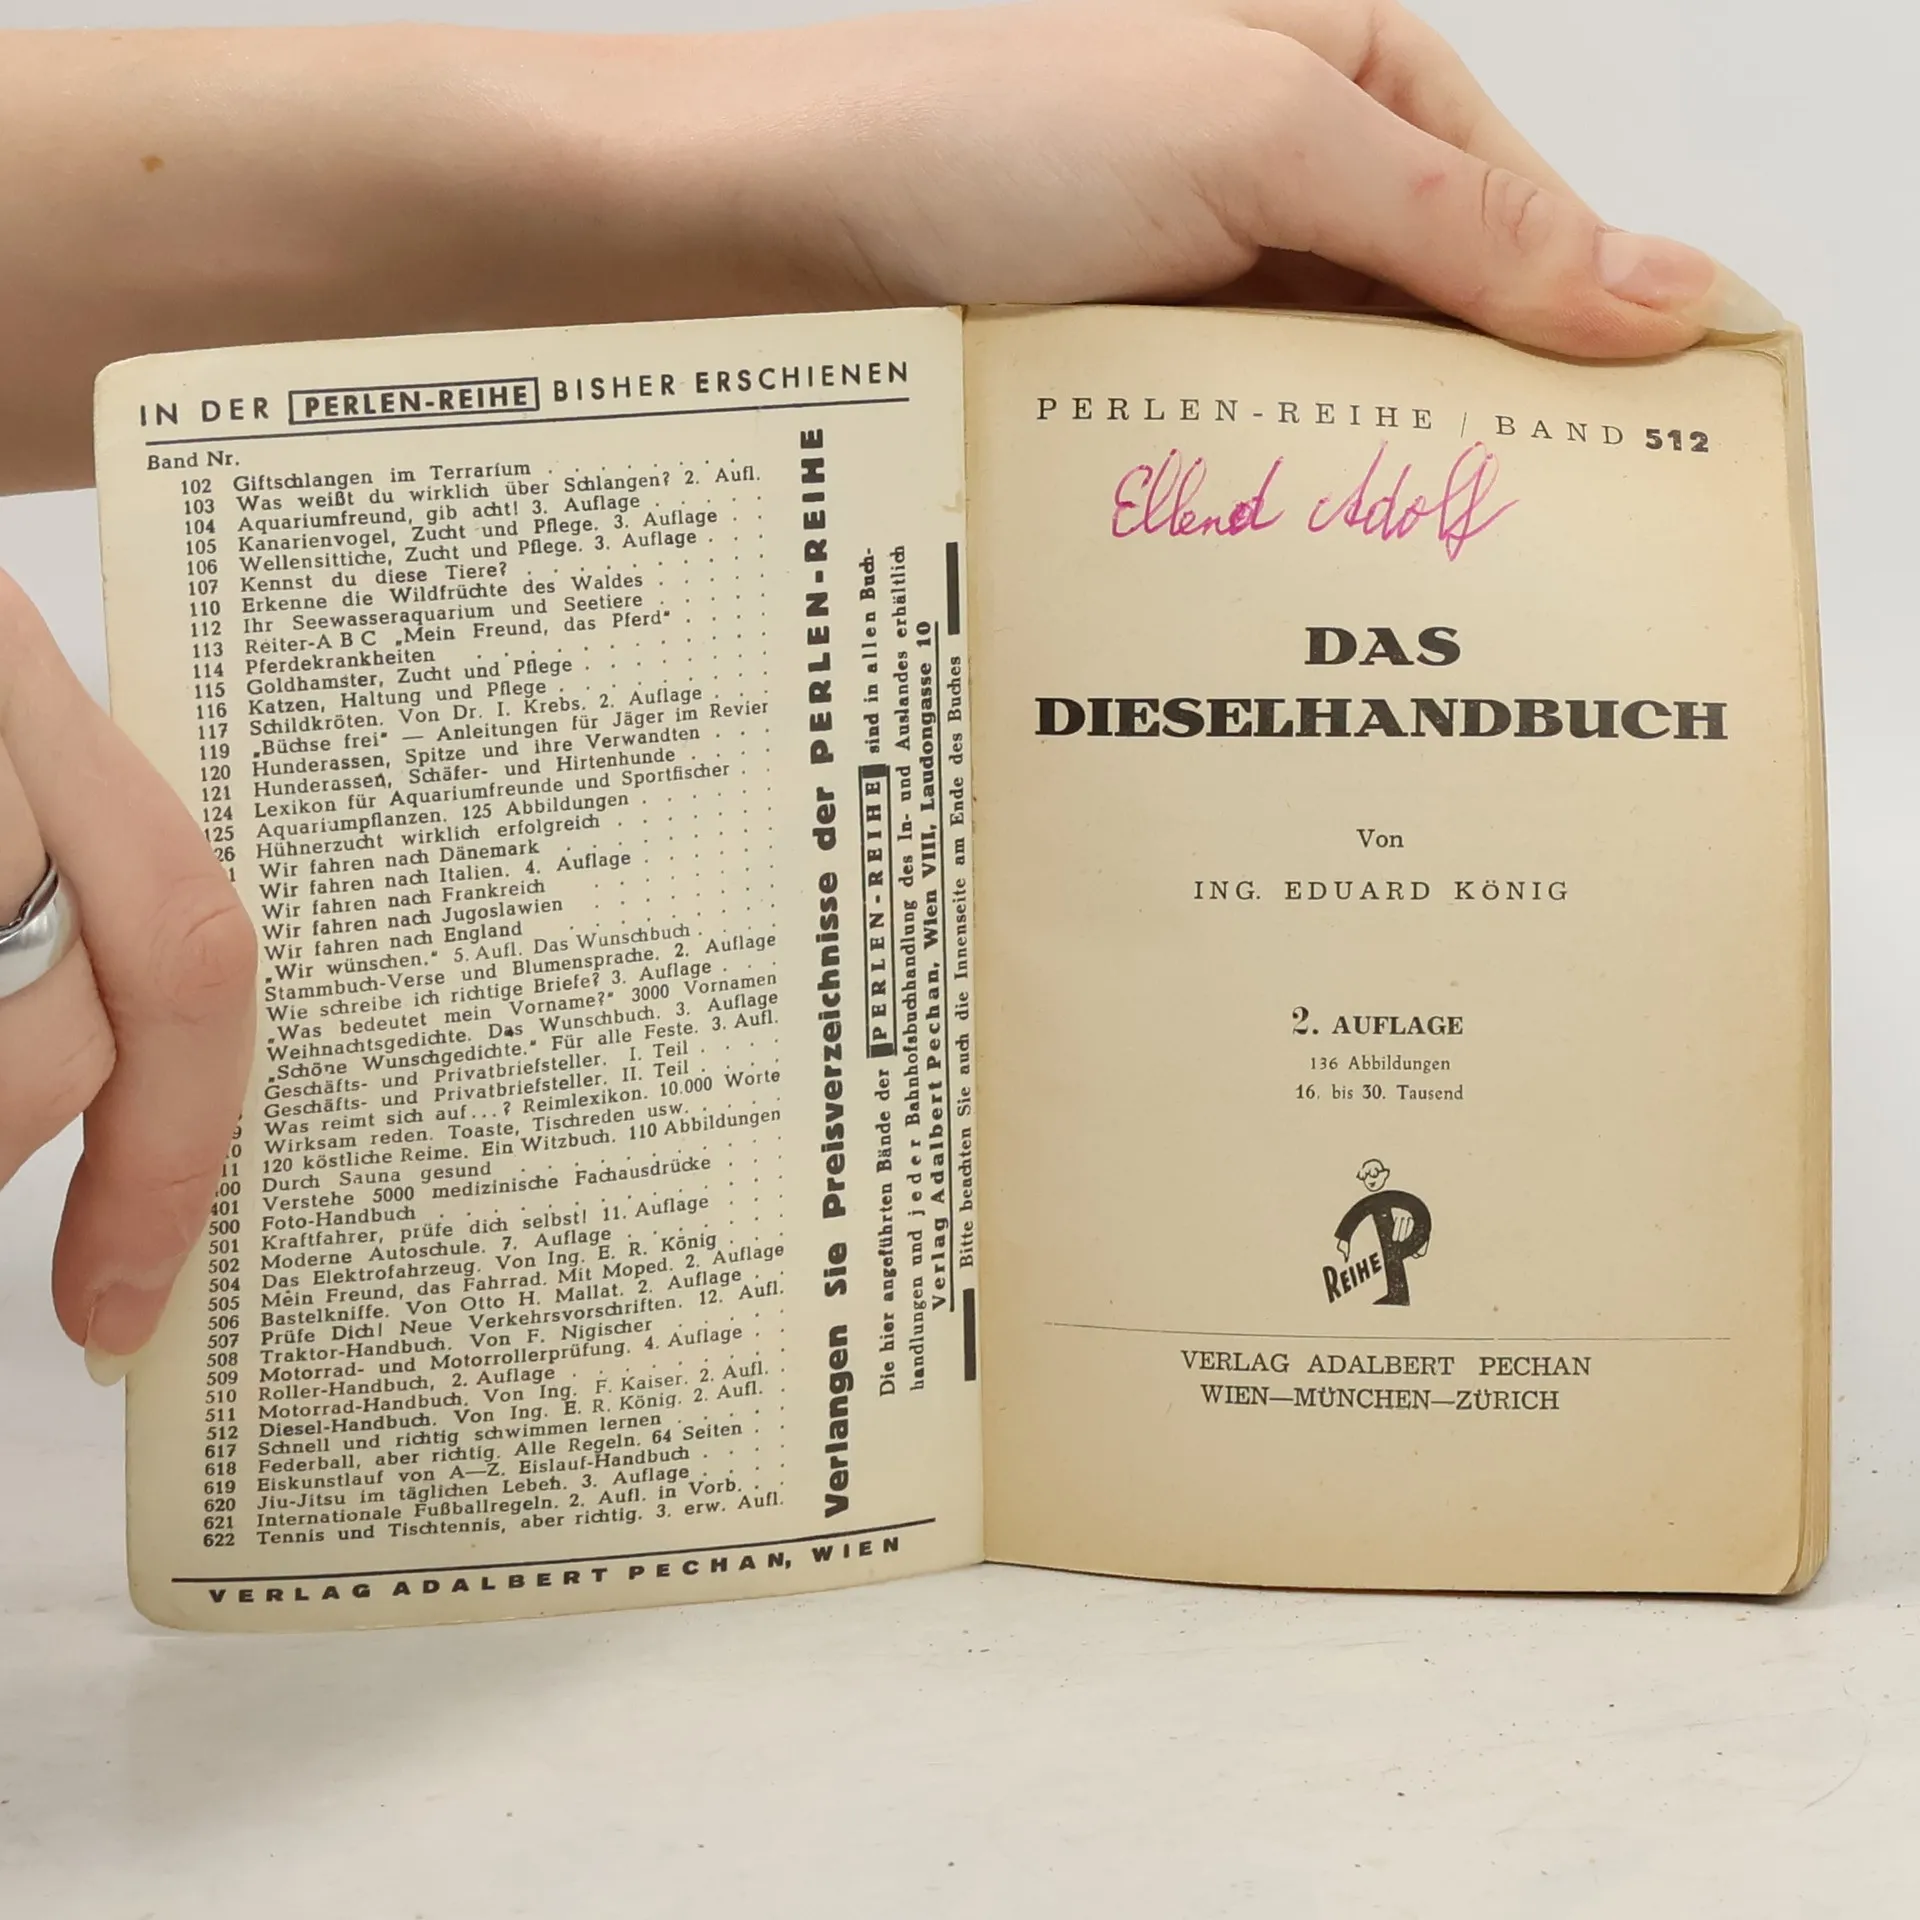 IN DER PERLEN-REIHE BISHER ERSCHIENEN
Band Nr.
102 Giftschlangen im Terrarium
103 Was weißt du wirklich über Schlangen? 2. Aufl.
104 Aquariumfreund, gib acht! 3. Auflage
105 Kanarienvogel, Zucht und Pflege. 3. Auflage
106 Wellensittiche, Zucht und Pflege. 3. Auflage
107 Kennst du diese Tiere?
110 Erkenne die Wildfrüchte des Waldes
112 Ihr Seewasseraquarium und Seetiere
113 Reiter-A B C „Mein Freund, das Pferd"
114 Pferdekrankheiten
115 Goldhamster, Zucht und Pflege
116 Katzen, Haltung und Pflege
117 Schildkröten. Von Dr. I. Krebs. 2. Auflage
119 „Büchse frei" — Anleitungen für Jäger im Revier
120 Hunderassen, Spitze und ihre Verwandten
121 Hunderassen, Schäfer- und Hirtenhunde
124 Lexikon für Aquariumfreunde und Sportfischer
125 Aquariumpflanzen. 125 Abbildungen
26 Hühnerzucht wirklich erfolgreich
1 Wir fahren nach Dänemark
Wir fahren nach Italien. 4. Auflage
Wir fahren nach Frankreich
Wir fahren nach Jugoslawien
Wir fahren nach England
„Wir wünschen." 5. Aufl. Das Wunschbuch
Stammbuch-Verse und Blumensprache. 2. Auflage
Wie schreibe ich richtige Briefe? 3. Auflage
„Was bedeutet mein Vorname?" 3000 Vornamen
Weihnachtsgedichte. Das Wunschbuch. 3. Auflage
„Schöne Wunschgedichte." Für alle Feste. 3. Aufl.
Geschäfts- und Privatbriefsteller. I. Teil
Geschäfts- und Privatbriefsteller. II. Teil
Was reimt sich auf...? Reimlexikon. 10.000 Worte
9 Wirksam reden. Toaste, Tischreden usw.
10 120 köstliche Reime. Ein Witzbuch. 110 Abbildungen
11 Durch Sauna gesund
00 Verstehe 5000 medizinische Fachausdrücke
401 Foto-Handbuch
500 Kraftfahrer, prüfe dich selbst! 11. Auflage
501 Moderne Autoschule. 7. Auflage
502 Das Elektrofahrzeug. Von Ing. E. R. König
504 Mein Freund, das Fahrrad. Mit Moped. 2. Auflage
505 Bastelkniffe. Von Otto H. Mallat. 2. Auflage
506 Prüfe Dich! Neue Verkehrsvorschriften. 12. Aufl.
507 Traktor-Handbuch. Von F. Nigischer
508 Motorrad- und Motorrollerprüfung. 4. Auflage
509 Roller-Handbuch, 2. Auflage
510 Motorrad-Handbuch. Von Ing. F. Kaiser. 2. Aufl.
511 Diesel-Handbuch. Von Ing. E. R. König. 2. Aufl.
512 Schnell und richtig schwimmen lernen
617 Federball, aber richtig. Alle Regeln. 64 Seiten
618 Eiskunstlauf von A—Z. Eislauf-Handbuch
619 Jiu-Jitsu im täglichen Leben. 3. Auflage
620 Internationale Fußballregeln. 2. Aufl. in Vorb.
621 Tennis und Tischtennis, aber richtig. 3. erw. Aufl.
622
VERLAG ADALBERT PECHAN, WIEN
Verlangen Sie Preisverzeichnisse der PERLEN-REIHE
Die hier angeführten Bände der PERLEN-REIHE sind in allen Buch-
handlungen und jeder Bahnhofsbuchhandlung des In- und Auslandes erhältlich
Verlag Adalbert Pechan, Wien VIII, Laudongasse 10
Bitte beachten Sie auch die Innenseite am Ende des Buches
PERLEN-REIHE / BAND 512
Ellend Adolf
DAS
DIESELHANDBUCH
Von
ING. EDUARD KÖNIG
2. AUFLAGE
136 Abbildungen
16. bis 30. Tausend
REIHE P
VERLAG ADALBERT PECHAN
WIEN—MÜNCHEN—ZÜRICH